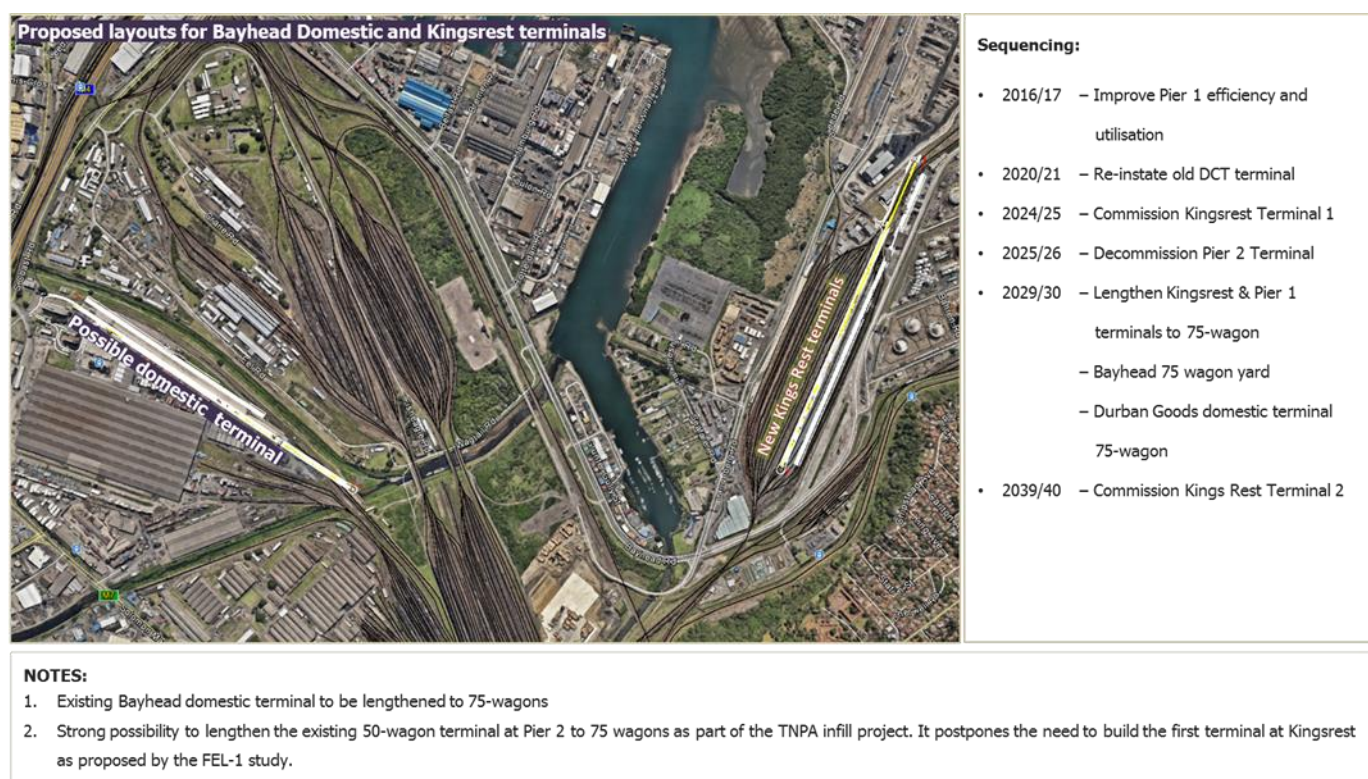 Proposed layouts for Bayhead Domestic and Kingsrest terminals
Possible domestic terminal
New Kings Rest terminals
Bayhead Rd
Sequencing:
• 2016/17 – Improve Pier 1 efficiency and
utilisation
• 2020/21 – Re-instate old DCT terminal
• 2024/25 – Commission Kingsrest Terminal 1
• 2025/26 – Decommission Pier 2 Terminal
• 2029/30 – Lengthen Kingsrest & Pier 1
terminals to 75-wagon
– Bayhead 75 wagon yard
– Durban Goods domestic terminal
75-wagon
• 2039/40 – Commission Kings Rest Terminal 2
NOTES:
1. Existing Bayhead domestic terminal to be lengthened to 75-wagons
2. Strong possibility to lengthen the existing 50-wagon terminal at Pier 2 to 75 wagons as part of the TNPA infill project. It postpones the need to build the first terminal at Kingsrest
as proposed by the FEL-1 study.